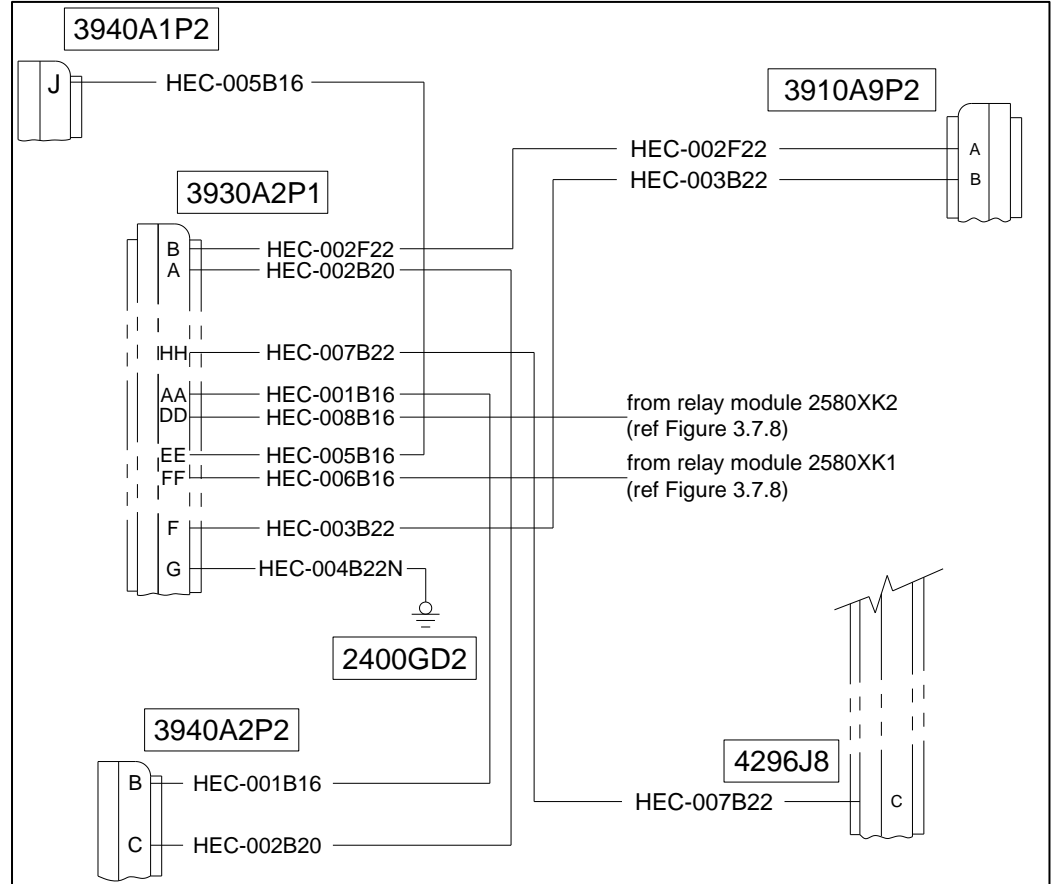 3940A1P2
J HEC-005B16
3910A9P2
HEC-002F22 A
HEC-003B22 B
3930A2P1
B HEC-002F22
A HEC-002B20
HH HEC-007B22
AA HEC-001B16
DD HEC-008B16
from relay module 2580XK2
(ref Figure 3.7.8)
EE HEC-005B16
FF HEC-006B16
from relay module 2580XK1
(ref Figure 3.7.8)
F HEC-003B22
G HEC-004B22N
2400GD2
3940A2P2
B HEC-001B16
C HEC-002B20
4296J8
HEC-007B22 C